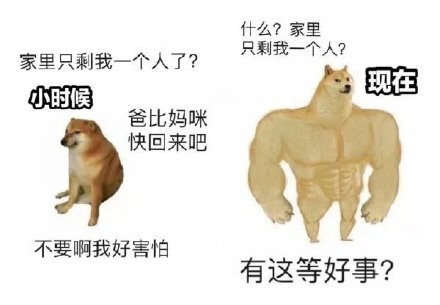 家里只剩我一个人了?
小时候
爸比妈咪
快回来吧
不要啊我好害怕
什么? 家里
只剩我一个人?
现在
有这等好事?